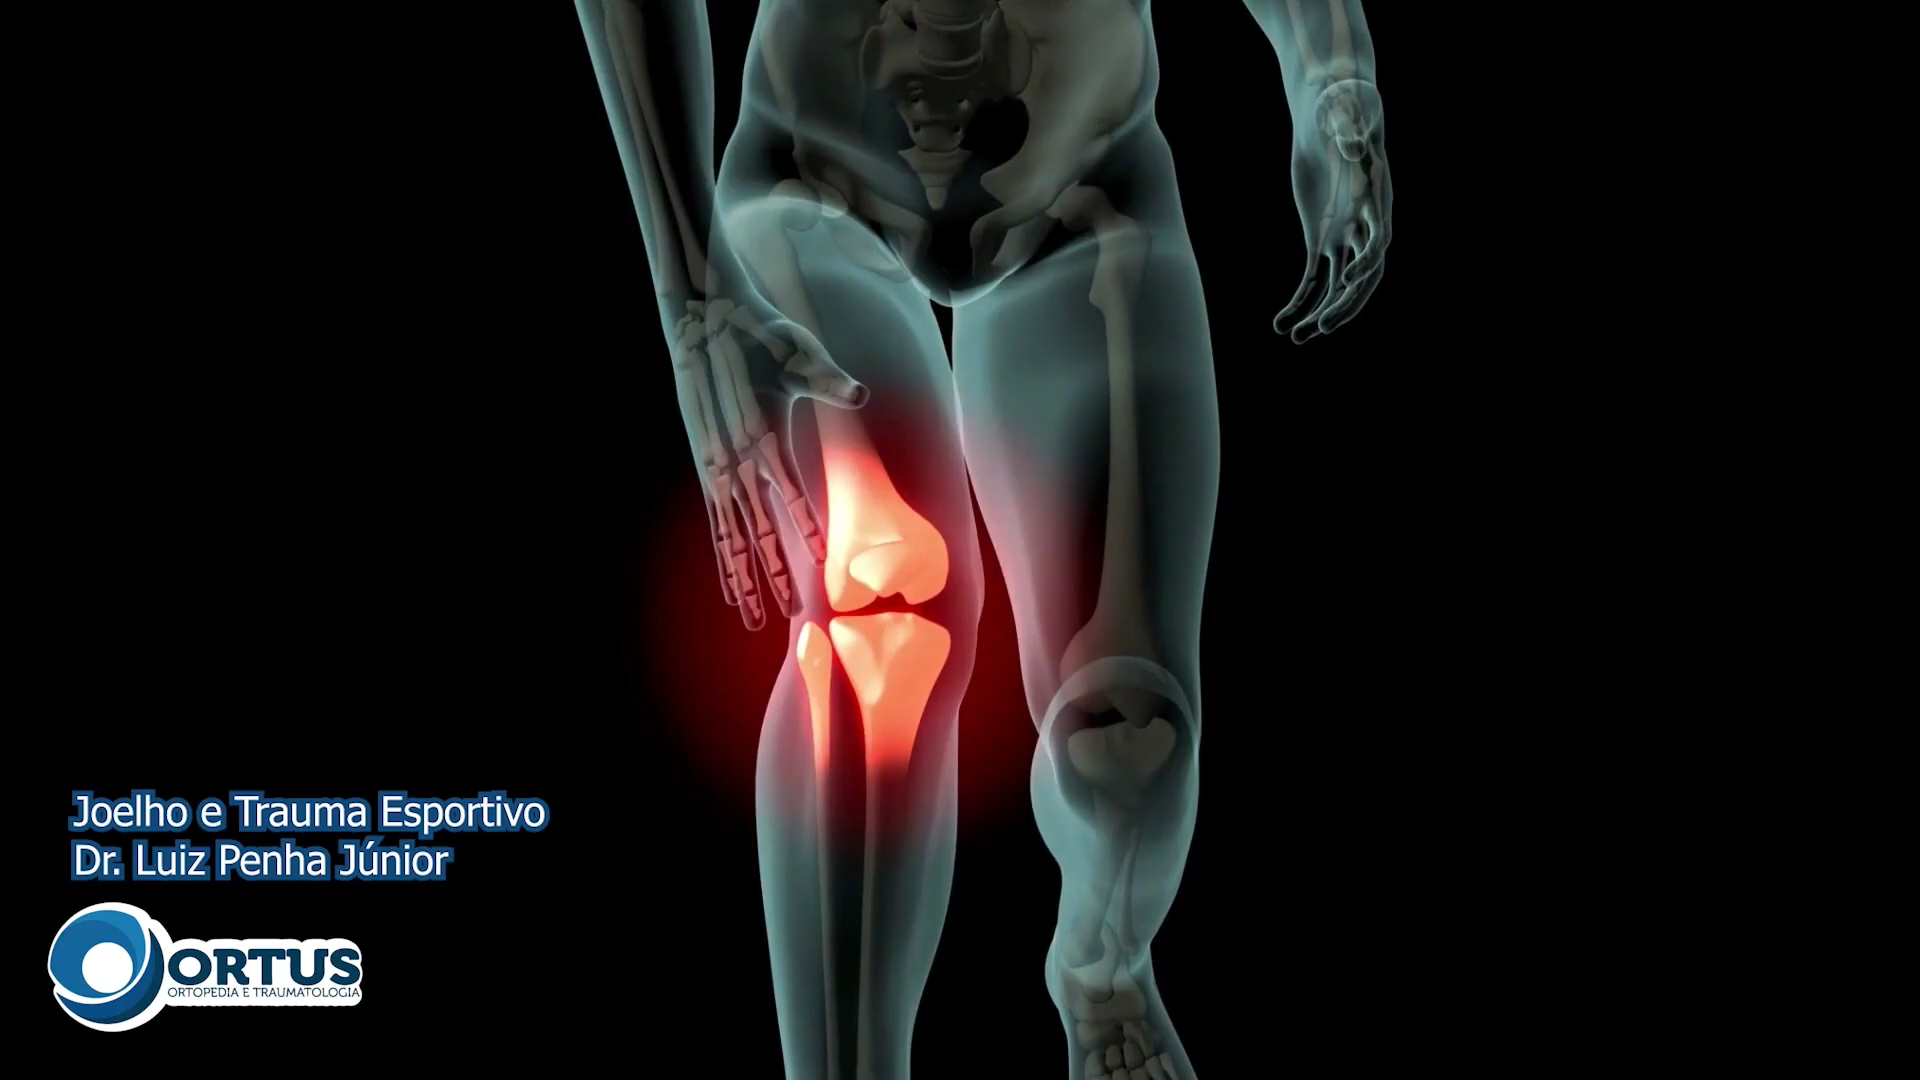 Joelho e Trauma Esportivo
Dr. Luiz Penha Júnior
ORTUS
ORTOPEDIA E TRAUMATOLOGIA